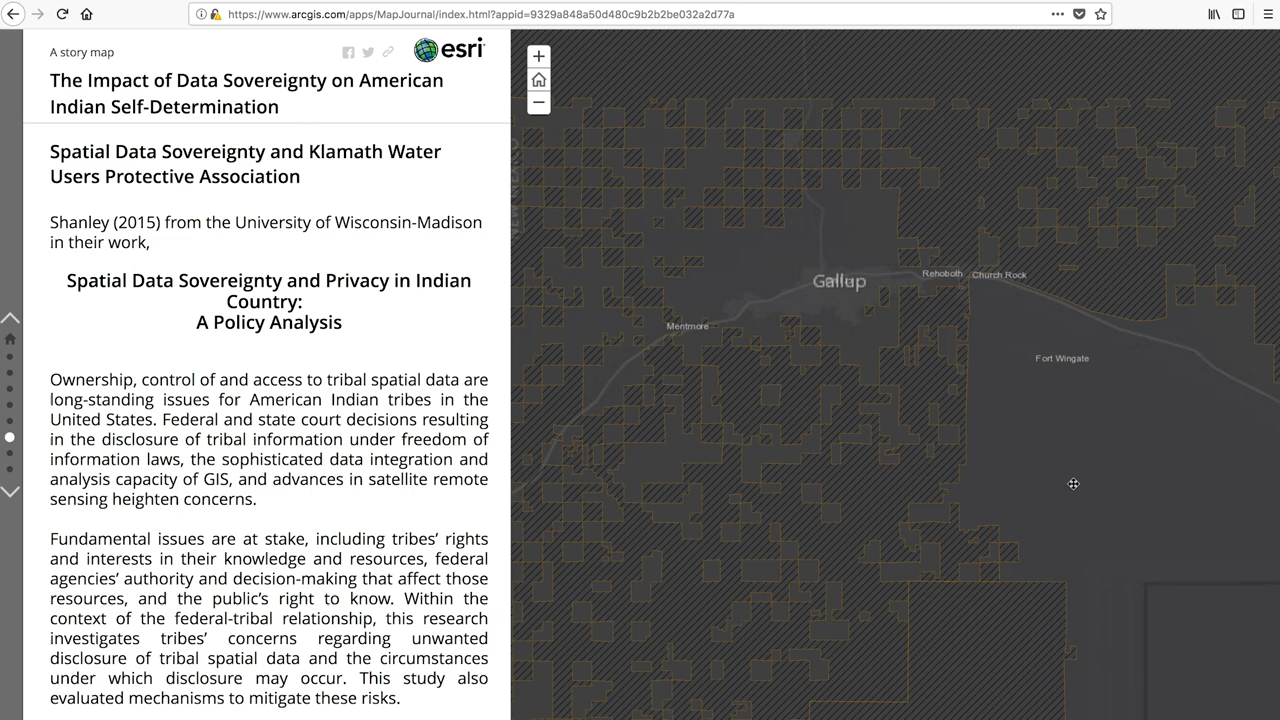 https://www.arcgis.com/apps/MapJournal/index.html?appid=9329a848a50d480c9b2b2be032a2d77a
A story map
esri
The Impact of Data Sovereignty on American
Indian Self-Determination
Spatial Data Sovereignty and Klamath Water
Users Protective Association
Shanley (2015) from the University of Wisconsin-Madison
in their work,
Spatial Data Sovereignty and Privacy in Indian
Country:
A Policy Analysis
Ownership, control of and access to tribal spatial data are
long-standing issues for American Indian tribes in the
United States. Federal and state court decisions resulting
in the disclosure of tribal information under freedom of
information laws, the sophisticated data integration and
analysis capacity of GIS, and advances in satellite remote
sensing heighten concerns.
Fundamental issues are at stake, including tribes’ rights
and interests in their knowledge and resources, federal
agencies’ authority and decision-making that affect those
resources, and the public’s right to know. Within the
context of the federal-tribal relationship, this research
investigates tribes’ concerns regarding unwanted
disclosure of tribal spatial data and the circumstances
under which disclosure may occur. This study also
evaluated mechanisms to mitigate these risks.
Gallup
Rehoboth
Church Rock
Mentmore
Fort Wingate